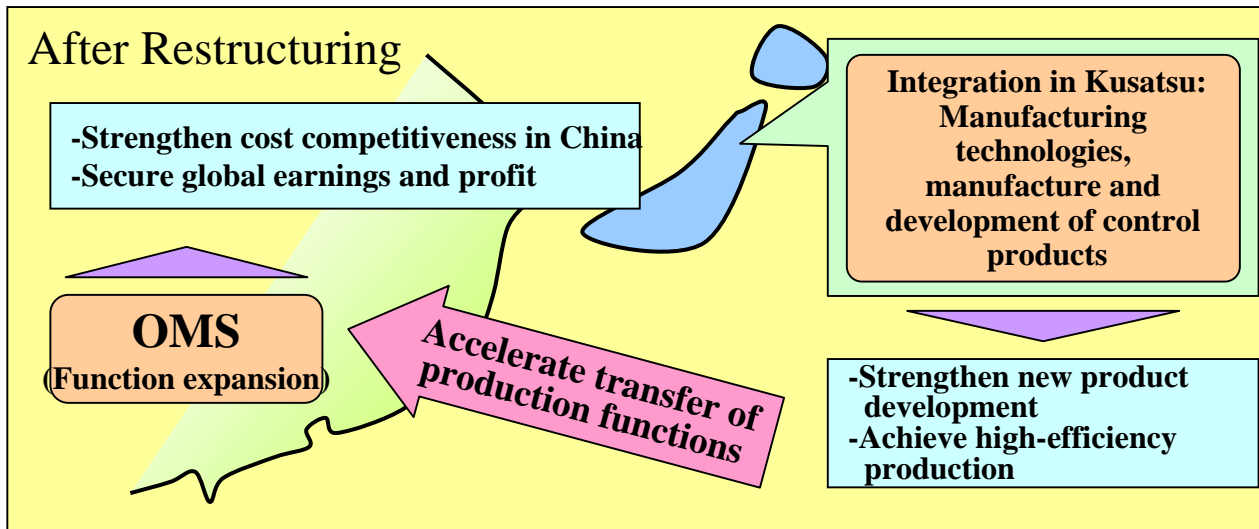 After Restructuring
-Strengthen cost competitiveness in China
-Secure global earnings and profit
OMS
(Function expansion)
Accelerate transfer of
production functions
Integration in Kusatsu:
Manufacturing
technologies,
manufacture and
development of control
products
-Strengthen new product
development
-Achieve high-efficiency
production